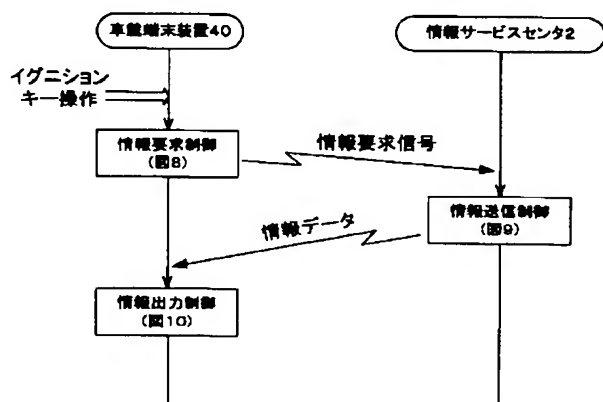 車載端末装置40
情報サービスセンタ2
イグニション
キー操作
情報要求制御
(図8)
情報要求信号
情報送信制御
(図9)
情報データ
情報出力制御
(図10)